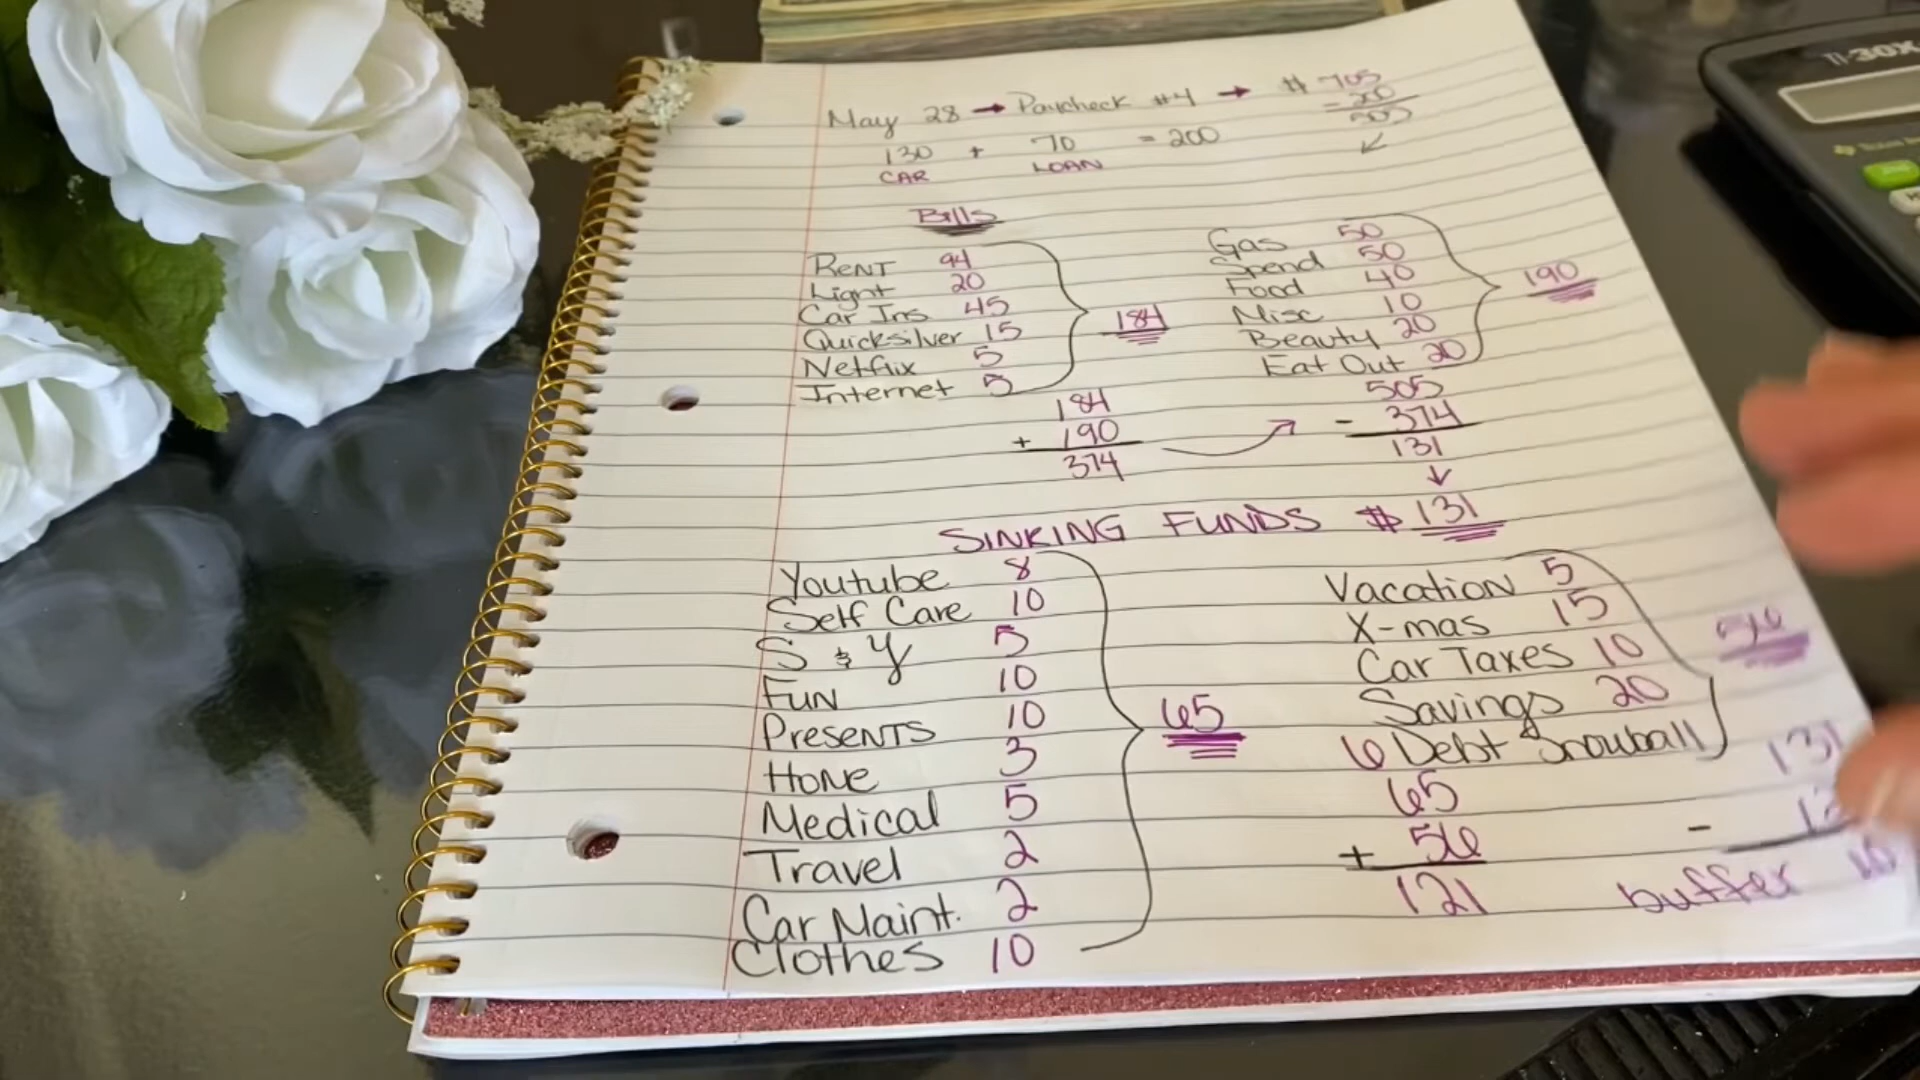 May 28 → Paycheck #4 → $ 705
- 200
505
130 + 70 = 200
CAR LOAN
Bills
RENT 94
Light 20
Car Ins 45
Quicksilver 15
Netflix 5
Internet 5
184
Gas 50
Spend 50
Food 40
Misc 10
Beauty 20
Eat Out 20
190
184
+ 190
374
505
- 374
131
SINKING FUNDS $ 131
Youtube 8
Self Care 10
S & Y 5
FUN 10
PRESENTS 10
HOME 3
Medical 5
Travel 2
Car Maint. 2
Clothes 10
65
Vacation 5
X-mas 15
Car Taxes 10
Savings 20
6 Debt Snowball
56
65
+ 56
121
131
-
buffer 10
TI-30X